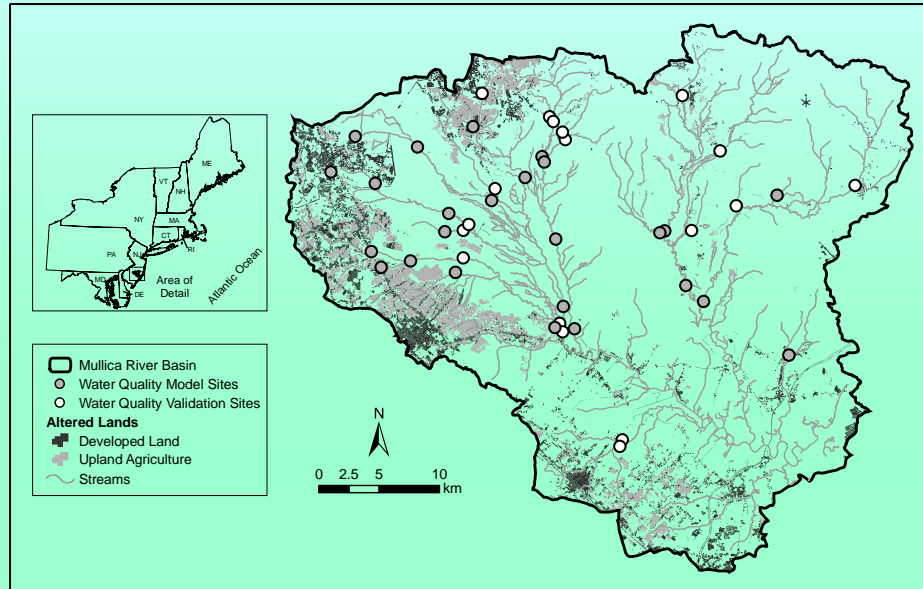 ME
VT
NH
NY
MA
CT
RI
PA
NJ
MD
DE
Area of
Detail
Atlantic Ocean
Mullica River Basin
Water Quality Model Sites
Water Quality Validation Sites
Altered Lands
Developed Land
Upland Agriculture
Streams
N
0 2.5 5 10
km